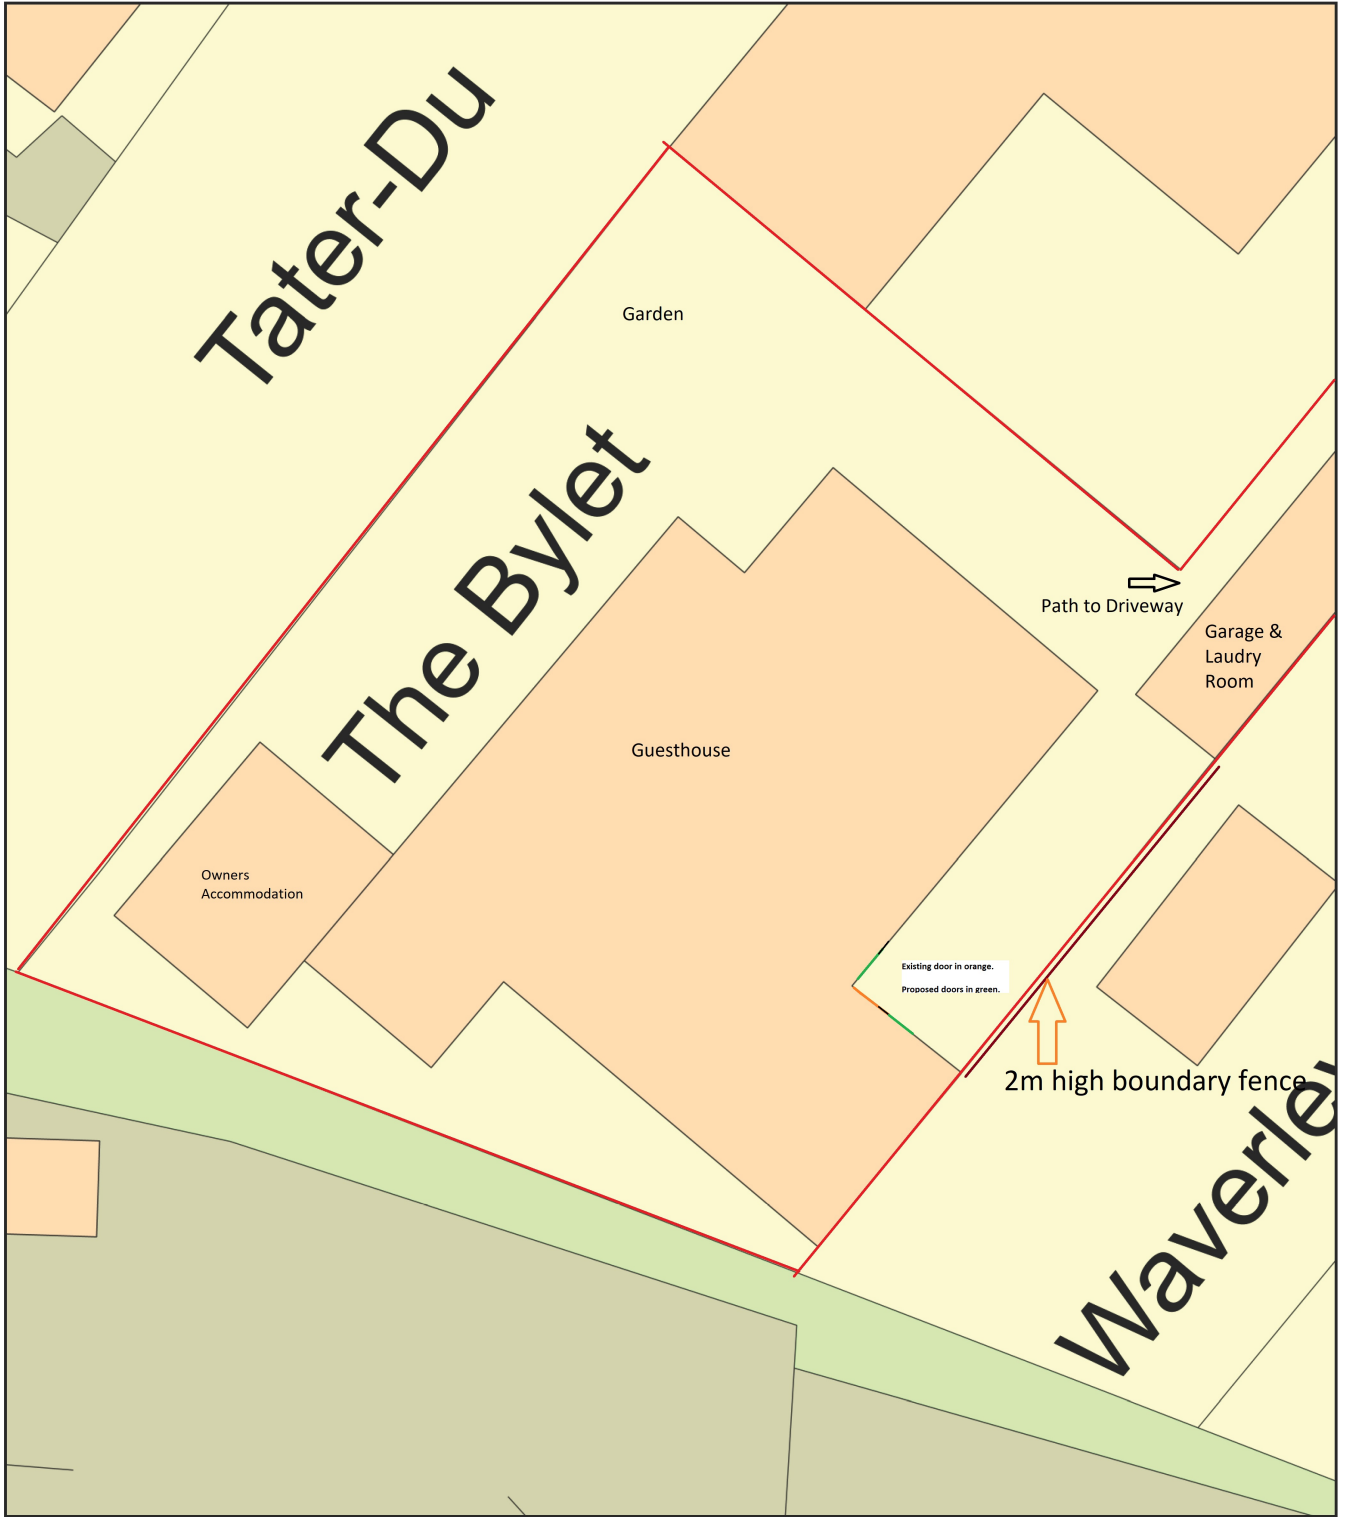 Tater-Du
Garden
The Bylet
Path to Driveway
Garage &
Laudry
Room
Guesthouse
Owners
Accommodation
Existing door in orange.
Proposed doors in green.
2m high boundary fence
Waverley